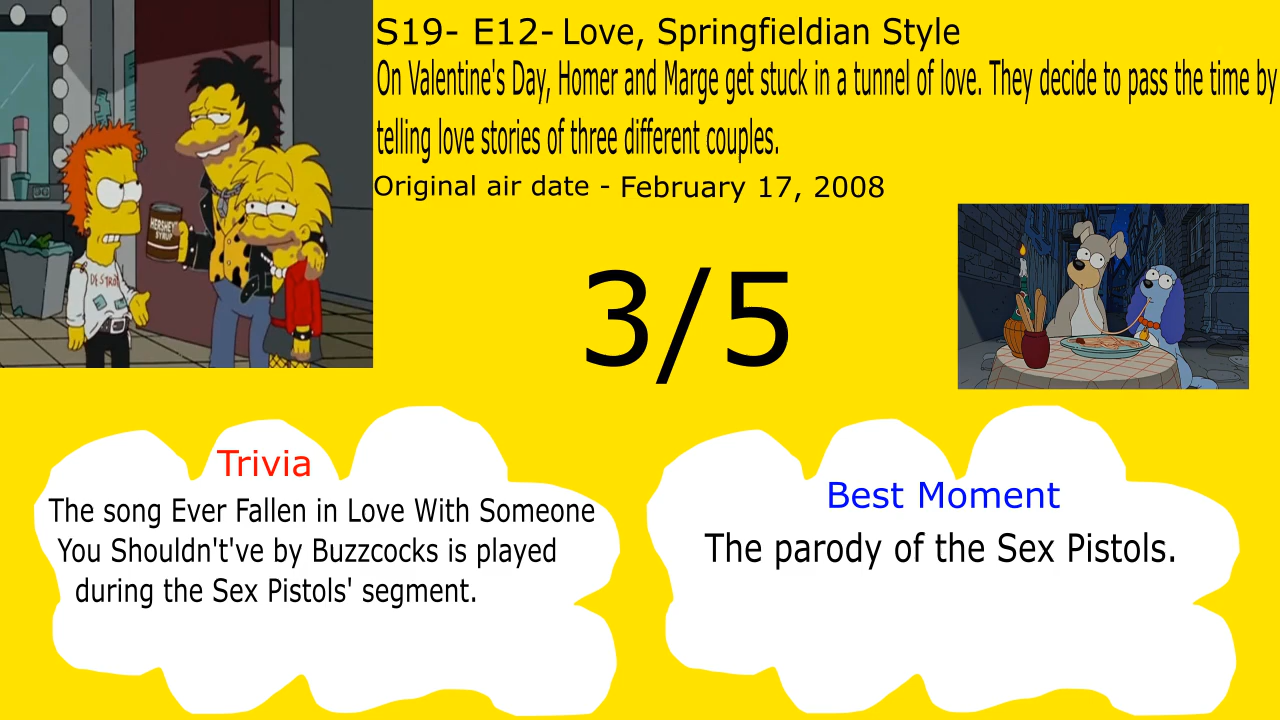 S19- E12- Love, Springfieldian Style
On Valentine's Day, Homer and Marge get stuck in a tunnel of love. They decide to pass the time by
telling love stories of three different couples.
Original air date - February 17, 2008
HERSHEY'S
SYRUP
DESTROY
3/5
Trivia
The song Ever Fallen in Love With Someone
You Shouldn't've by Buzzcocks is played
during the Sex Pistols' segment.
Best Moment
The parody of the Sex Pistols.